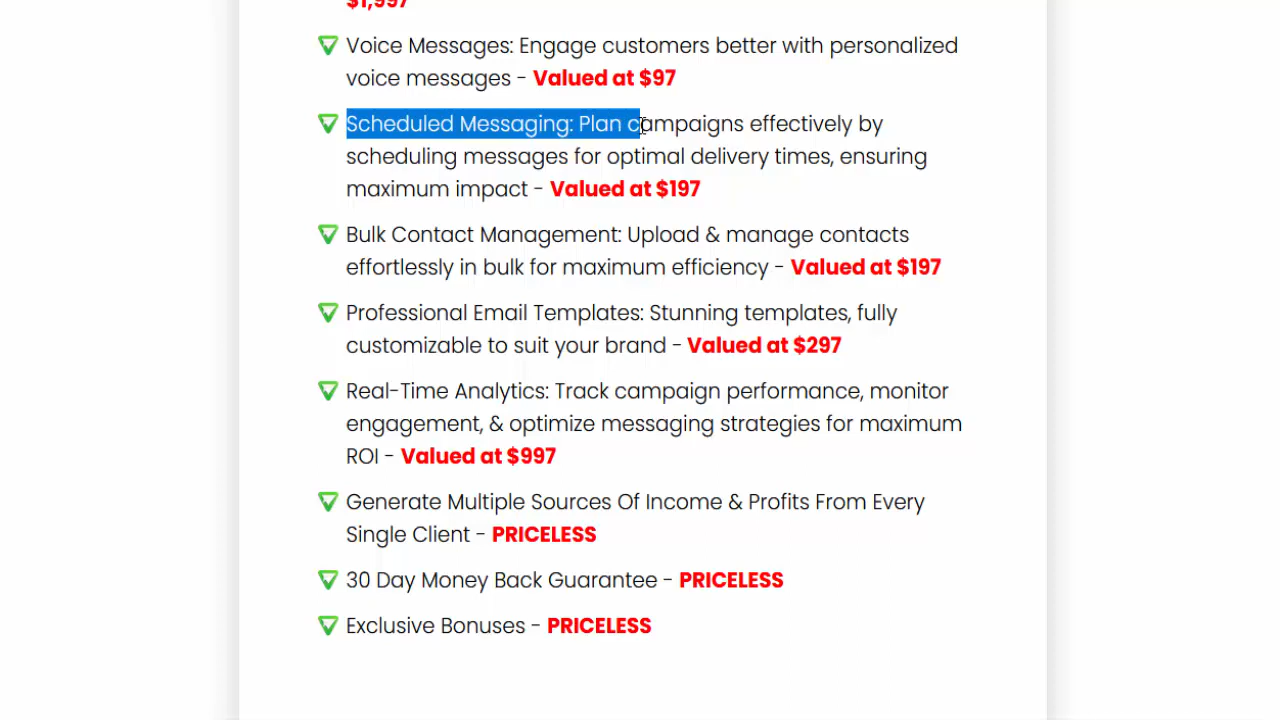 $1,997
Voice Messages: Engage customers better with personalized
voice messages - Valued at $97
Scheduled Messaging: Plan campaigns effectively by
scheduling messages for optimal delivery times, ensuring
maximum impact - Valued at $197
Bulk Contact Management: Upload & manage contacts
effortlessly in bulk for maximum efficiency - Valued at $197
Professional Email Templates: Stunning templates, fully
customizable to suit your brand - Valued at $297
Real-Time Analytics: Track campaign performance, monitor
engagement, & optimize messaging strategies for maximum
ROI - Valued at $997
Generate Multiple Sources Of Income & Profits From Every
Single Client - PRICELESS
30 Day Money Back Guarantee - PRICELESS
Exclusive Bonuses - PRICELESS